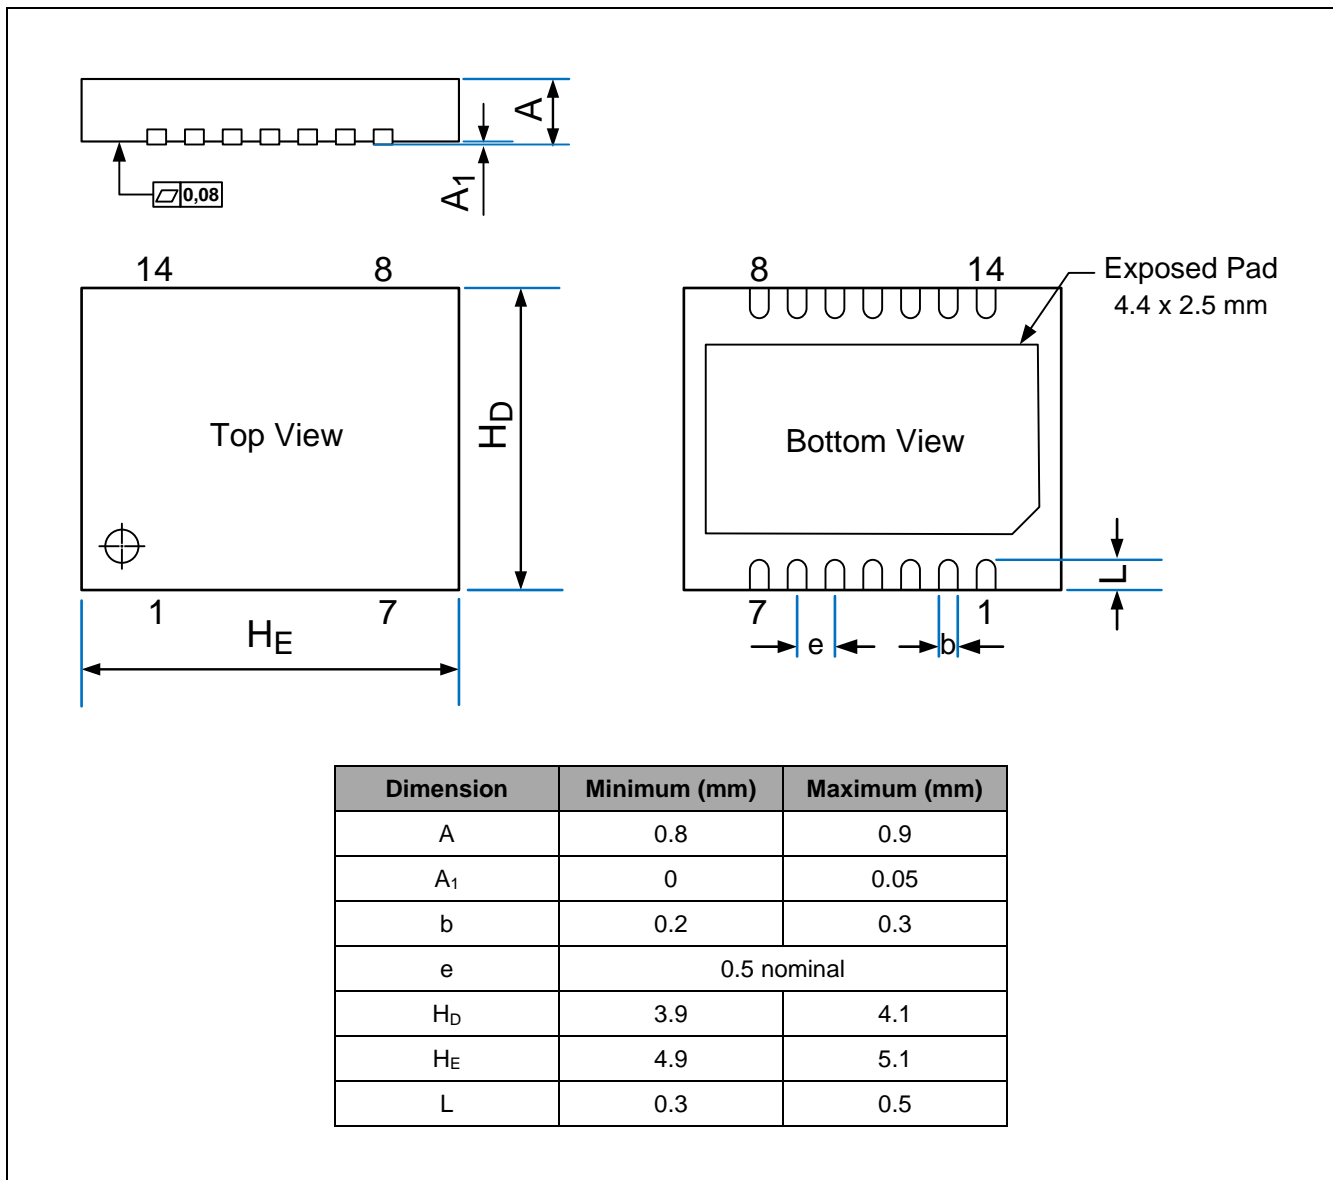 A
A1
0,08
14 8
Top View
HD
1 7
HE
8 14
Exposed Pad
4.4 x 2.5 mm
Bottom View
L
7 1
e b
Dimension Minimum (mm) Maximum (mm)
A 0.8 0.9
A1 0 0.05
b 0.2 0.3
e 0.5 nominal
HD 3.9 4.1
HE 4.9 5.1
L 0.3 0.5